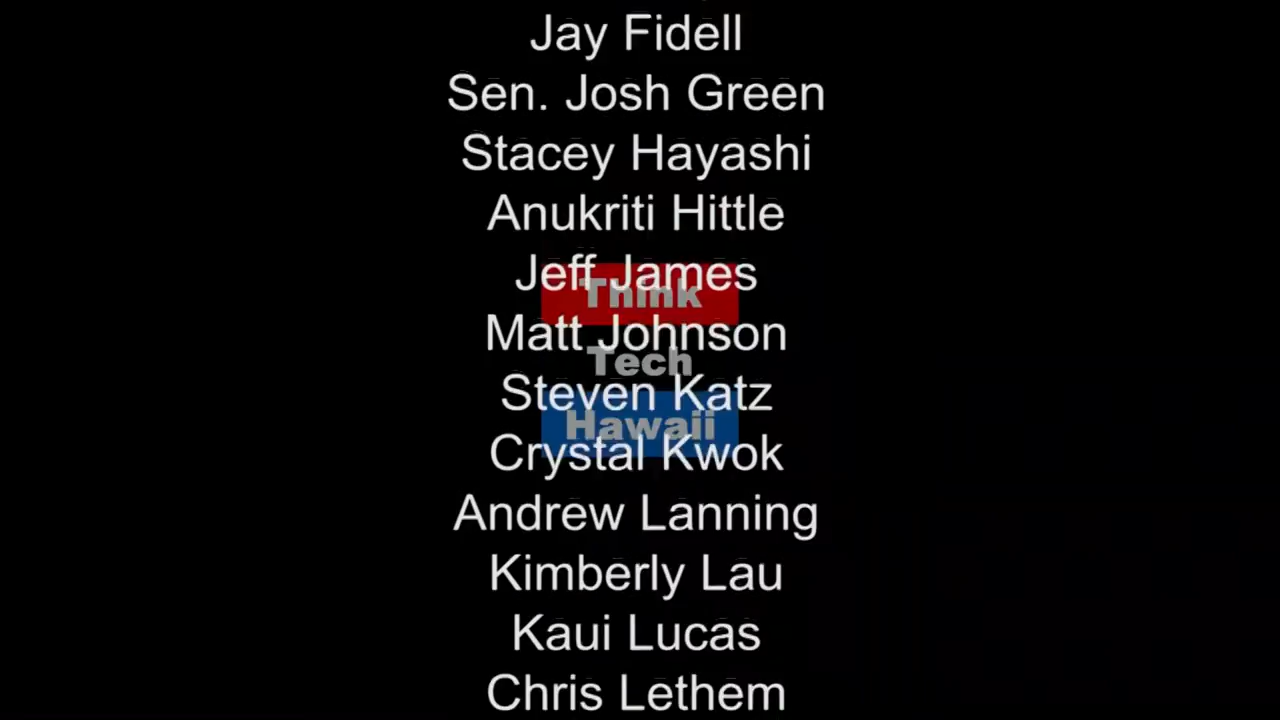 Jay Fidell
Sen. Josh Green
Stacey Hayashi
Anukriti Hittle
Jeff James
Think
Matt Johnson
Tech
Steven Katz
Hawaii
Crystal Kwok
Andrew Lanning
Kimberly Lau
Kaui Lucas
Chris Lethem